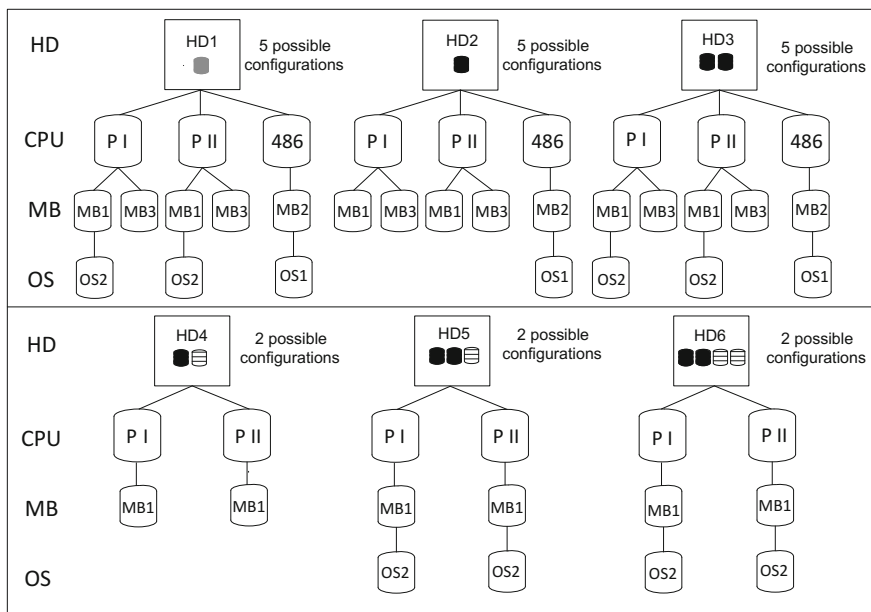 HD
HD1
5 possible
configurations
HD2
5 possible
configurations
HD3
5 possible
configurations
CPU
P I
P II
486
P I
P II
486
P I
P II
486
MB
MB1
MB3
MB1
MB3
MB2
MB1
MB3
MB1
MB3
MB2
MB1
MB3
MB1
MB3
MB2
OS
OS2
OS2
OS1
OS1
OS2
OS2
OS1
HD
HD4
2 possible
configurations
HD5
2 possible
configurations
HD6
2 possible
configurations
CPU
P I
P II
P I
P II
P I
P II
MB
MB1
MB1
MB1
MB1
MB1
MB1
OS
OS2
OS2
OS2
OS2